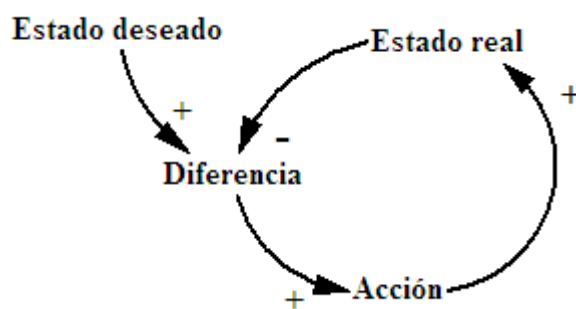 Estado deseado
Estado real
+
+
-
Diferencia
+
Acción